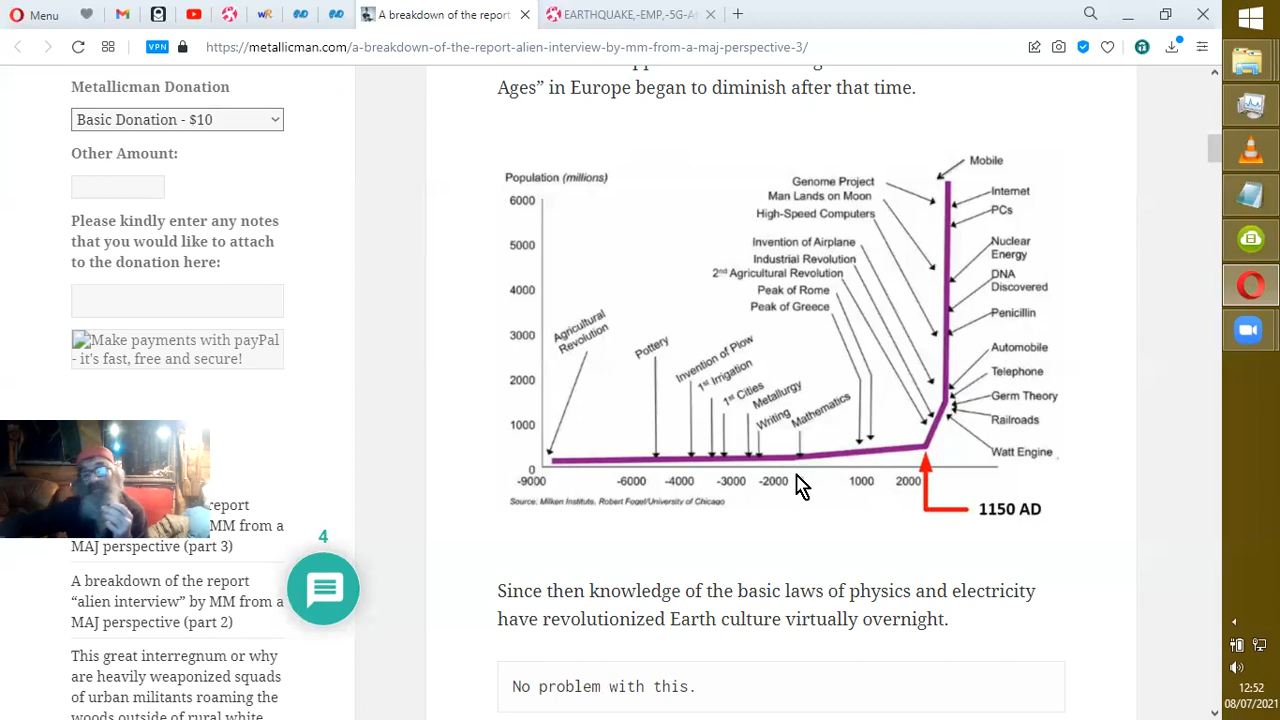 Menu
A breakdown of the report
EARTHQUAKE,-EMP,-5G-A
VPN
https://metallicman.com/a-breakdown-of-the-report-alien-interview-by-mm-from-a-maj-perspective-3/
Metallicman Donation
Basic Donation - $10
Other Amount:
Please kindly enter any notes
that you would like to attach
to the donation here:
Make payments with payPal
- it's fast, free and secure!
report
MM from a
MAJ perspective (part 3)
A breakdown of the report
“alien interview” by MM from a
MAJ perspective (part 2)
This great interregnum or why
are heavily weaponized squads
of urban militants roaming the
woods outside of rural white
4
Ages” in Europe began to diminish after that time.
Population (millions)
6000
5000
4000
3000
2000
1000
0
-9000
-6000
-4000
-3000
-2000
1000
2000
Agricultural
Revolution
Pottery
Invention of Plow
1st Irrigation
1st Cities
Metallurgy
Writing
Mathematics
Genome Project
Man Lands on Moon
High-Speed Computers
Invention of Airplane
Industrial Revolution
2nd Agricultural Revolution
Peak of Rome
Peak of Greece
Mobile
Internet
PCs
Nuclear
Energy
DNA
Discovered
Penicillin
Automobile
Telephone
Germ Theory
Railroads
Watt Engine
Source: Milken Institute, Robert Fogel/University of Chicago
1150 AD
Since then knowledge of the basic laws of physics and electricity
have revolutionized Earth culture virtually overnight.
No problem with this.
12:52
08/07/2021